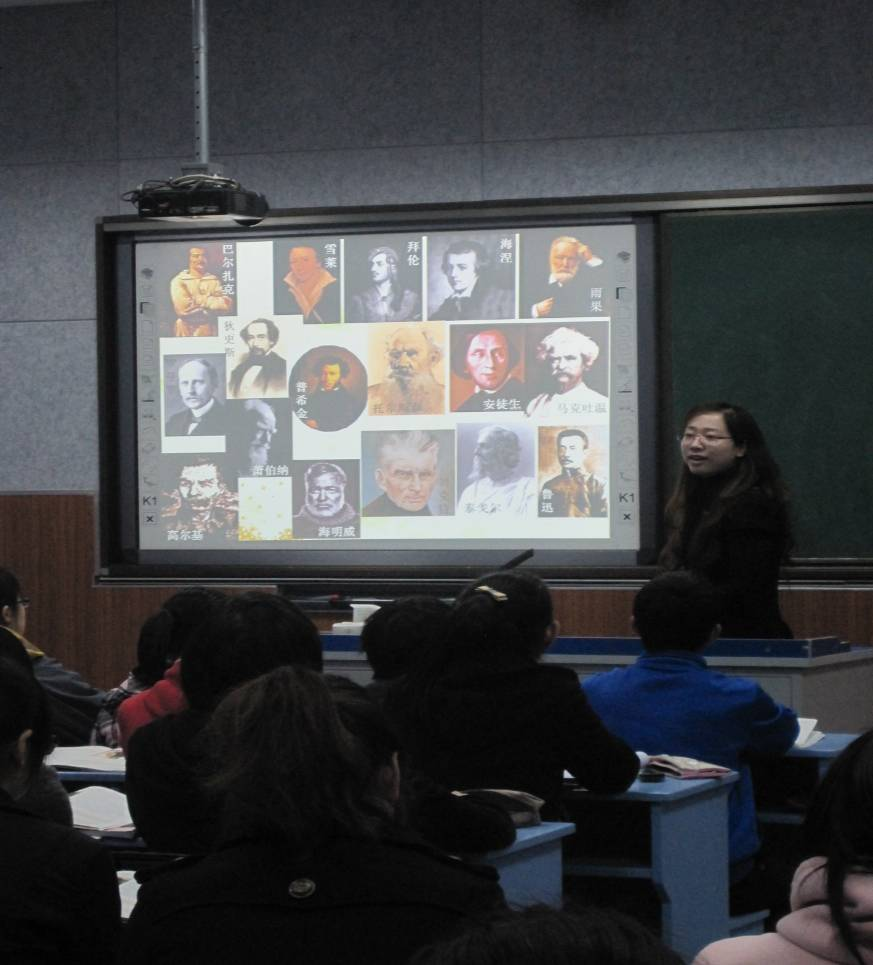 巴尔扎克
雪莱
拜伦
海涅
雨果
狄更斯
普希金
托尔斯泰
安徒生
马克吐温
萧伯纳
泰戈尔
鲁迅
高尔基
海明威
K1
K1